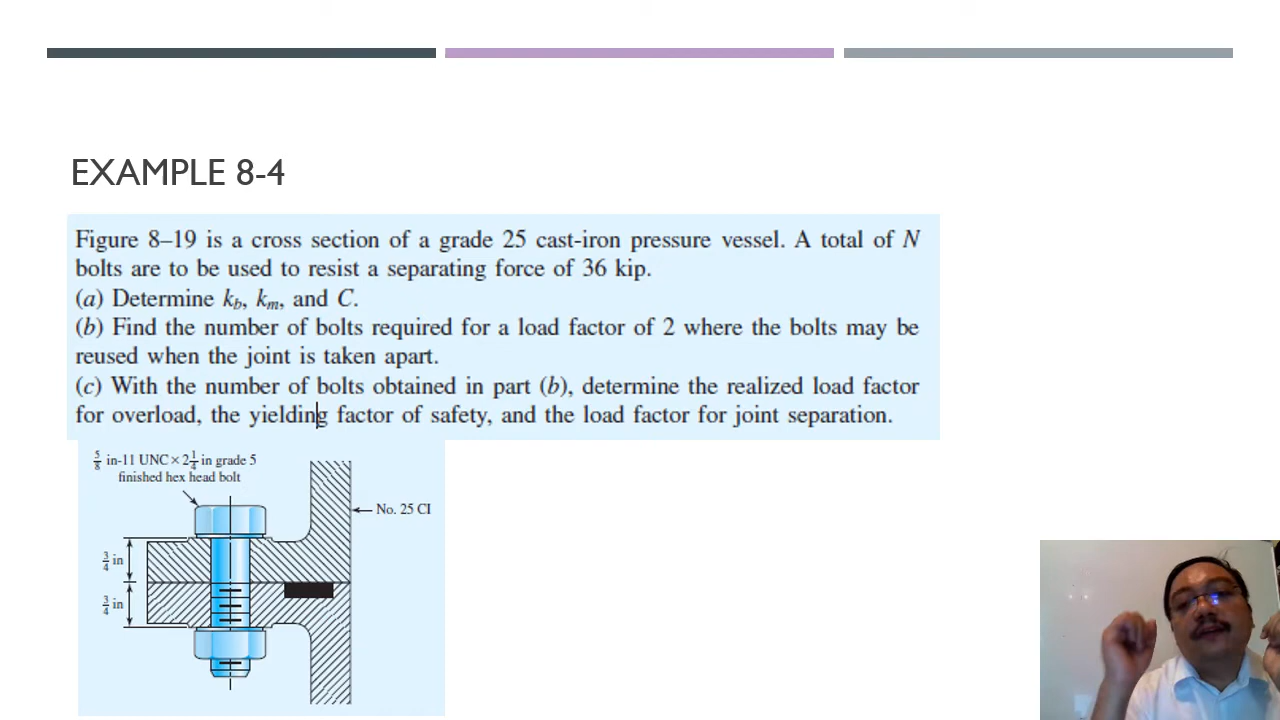 EXAMPLE 8-4
Figure 8–19 is a cross section of a grade 25 cast-iron pressure vessel. A total of N
bolts are to be used to resist a separating force of 36 kip.
(a) Determine kb, km, and C.
(b) Find the number of bolts required for a load factor of 2 where the bolts may be
reused when the joint is taken apart.
(c) With the number of bolts obtained in part (b), determine the realized load factor
for overload, the yielding factor of safety, and the load factor for joint separation.
5/8 in-11 UNC × 2 1/4 in grade 5
finished hex head bolt
No. 25 CI
3/4 in
3/4 in